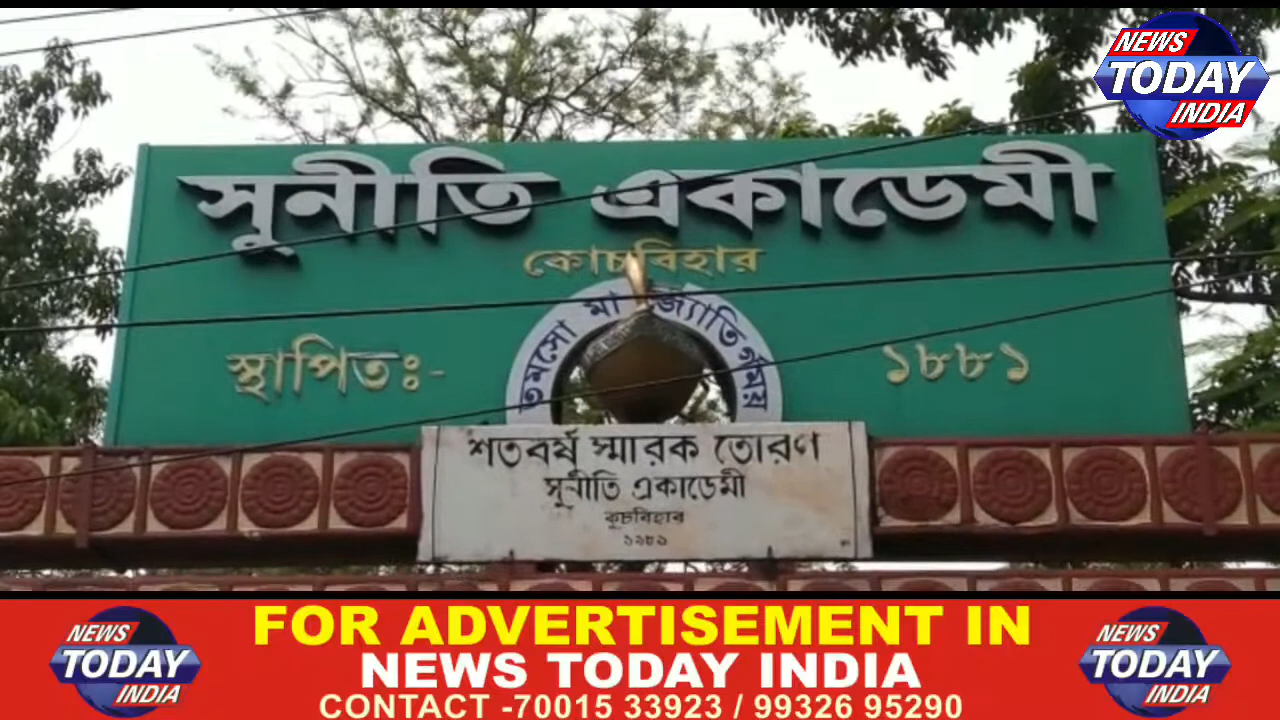 NEWS
TODAY
INDIA
সুনীতি একাডেমী
কোচবিহার
তমসো মা জ্যোতির্গময়
স্থাপিতঃ-
১৮৮১
শতবর্ষ স্মারক তোরণ
সুনীতি একাডেমী
কুচবিহার
১৯৮১
NEWS
TODAY
INDIA
FOR ADVERTISEMENT IN
NEWS TODAY INDIA
CONTACT -70015 33923 / 99326 95290
NEWS
TODAY
INDIA